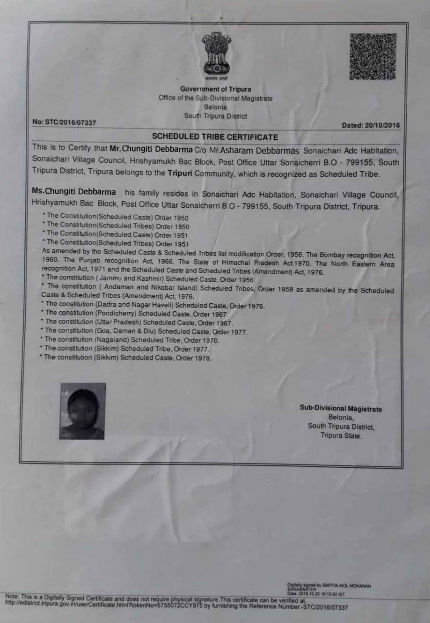 Government of Tripura
Office of the Sub-Divisional Magistrate
Belonia
South Tripura District
No: STC/2016/07337
Dated: 20/10/2016
SCHEDULED TRIBE CERTIFICATE
This is to Certify that Mr.Chungiti Debbarma C/o Mr.Asharam Debbarmas Sonaichari Adc Habitation,
Sonaichari Village Council, Hrishyamukh Bac Block, Post Office Uttar Sonaicherri B.O - 799155, South
Tripura District, Tripura belongs to the Tripuri Community, which is recognized as Scheduled Tribe.
Ms.Chungiti Debbarma his family resides in Sonaichari Adc Habitation, Sonaichari Village Council,
Hrishyamukh Bac Block, Post Office Uttar Sonaicherri B.O - 799155, South Tripura District, Tripura.
* The Constitution(Scheduled Caste) Order 1950
* The Constitution(Scheduled Tribes) Order 1950
* The Constitution(Scheduled Caste) Order 1951
* The Constitution(Scheduled Tribes) Order 1951
As amended by the Scheduled Caste & Scheduled Tribes list modification Order, 1956. The Bombay recognition Act,
1960. The Punjab recognition Act, 1966. The State of Himachal Pradesh Act.1970. The North Eastern Area
recognition Act, 1971 and the Scheduled Caste and Scheduled Tribes (Amendment) Act, 1976.
* The constitution ( Jammu and Kashmir) Scheduled Order 1956
* The constitution ( Andaman and Nikobar Island) Scheduled Tribes, Order 1959 as amended by the Scheduled
Caste & Scheduled Tribes (Amendment) Act, 1976.
* The constitution (Dadra and Nagar Haveli) Scheduled Caste, Order 1976.
* The constitution (Pondicherry) Scheduled Caste, Order 1967.
* The constitution (Uttar Pradesh) Scheduled Caste, Order 1967.
* The constitution (Goa, Daman & Diu) Scheduled Caste, Order 1977.
* The constitution (Nagaland) Scheduled Tribe, Order 1970.
* The constitution (Sikkim) Scheduled Tribe, Order 1977.
* The constitution (Sikkim) Scheduled Caste, Order 1978.
Sub-Divisional Magistrate
Belonia,
South Tripura District,
Tripura State.
Digitally signed by
Date: 2016.10.20
Note: This is a Digitally Signed Certificate and does not require physical signature.This certificate can be verified at,
http://edistrict.tripura.gov.in/userCertificate.html?tokenNo=5755072CCY975 by furnishing the Reference Number -STC/2016/07337